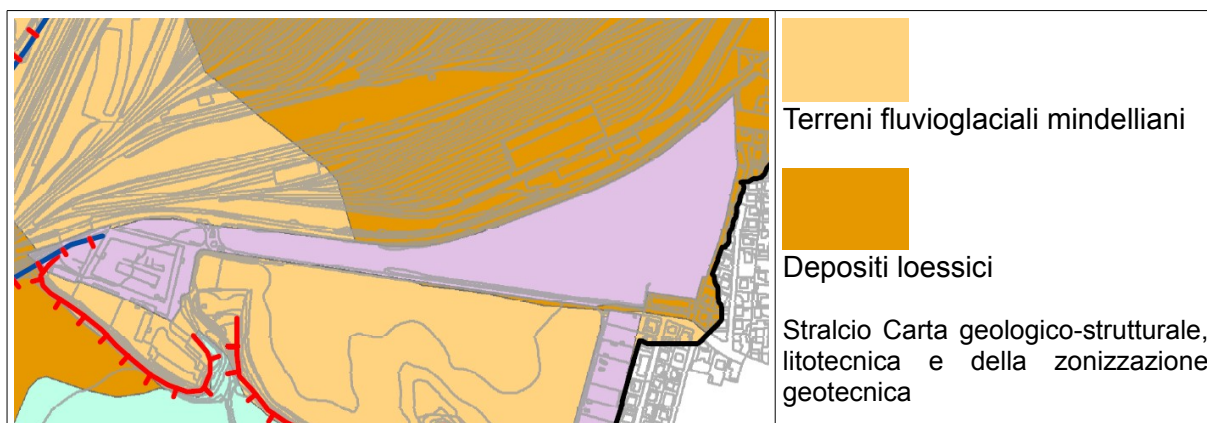 Terreni fluvioglaciali mindelliani
Depositi loessici
Stralcio Carta geologico-strutturale,
litotecnica e della zonizzazione
geotecnica